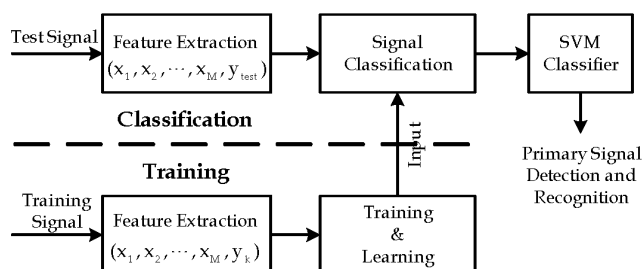 Test Signal
Feature Extraction
(x₁, x₂, ⋯, x_M, y_test)
Signal
Classification
SVM
Classifier
Classification
Input
Primary Signal
Detection and
Recognition
Training
Training
Signal
Feature Extraction
(x₁, x₂, ⋯, x_M, y_k)
Training
&
Learning